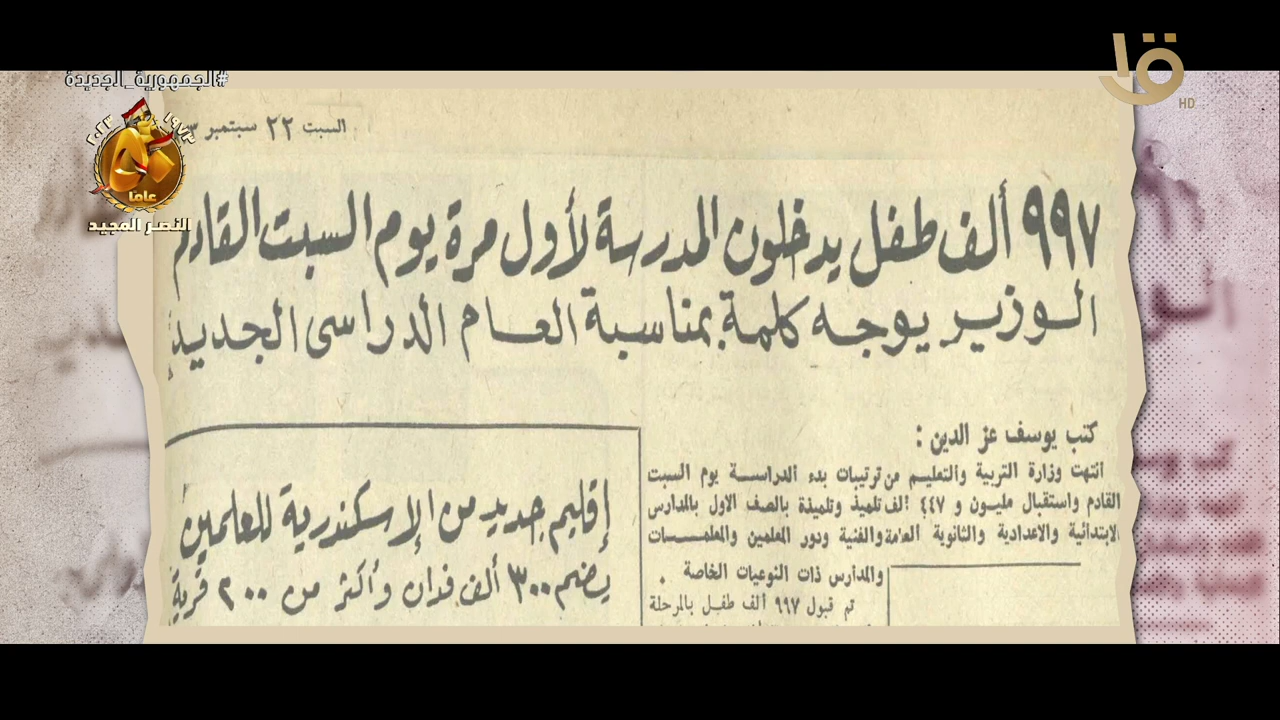 #الجمهورية_الجديدة
HD
١٩٧٣
٢٠٢٣
٥٠
عاما
النصر المجيد
السبت ٢٢ سبتمبر
٩٩٧ ألف طفل يدخلون المدرسة لأول مرة يوم السبت القادم
الوزير يوجه كلمة بمناسبة العام الدراسى الجديد
كتب يوسف عز الدين :
انتهت وزارة التربية والتعليم من ترتيبات بدء الدراسة يوم السبت
القادم واستقبال مليون و ٤٤٧ ألف تلميذ وتلميذة بالصف الاول بالمدارس
الابتدائية والاعدادية والثانوية العامة والفنية ودور المعلمين والمعلمات
والمدارس ذات النوعيات الخاصة .
تم قبول ٩٩٧ ألف طفل بالمرحلة
إقليم جديد من الإسكندرية للعلمين
يضم ٣٠٠ ألف فدان وأكثر من ٢٠٠ قرية